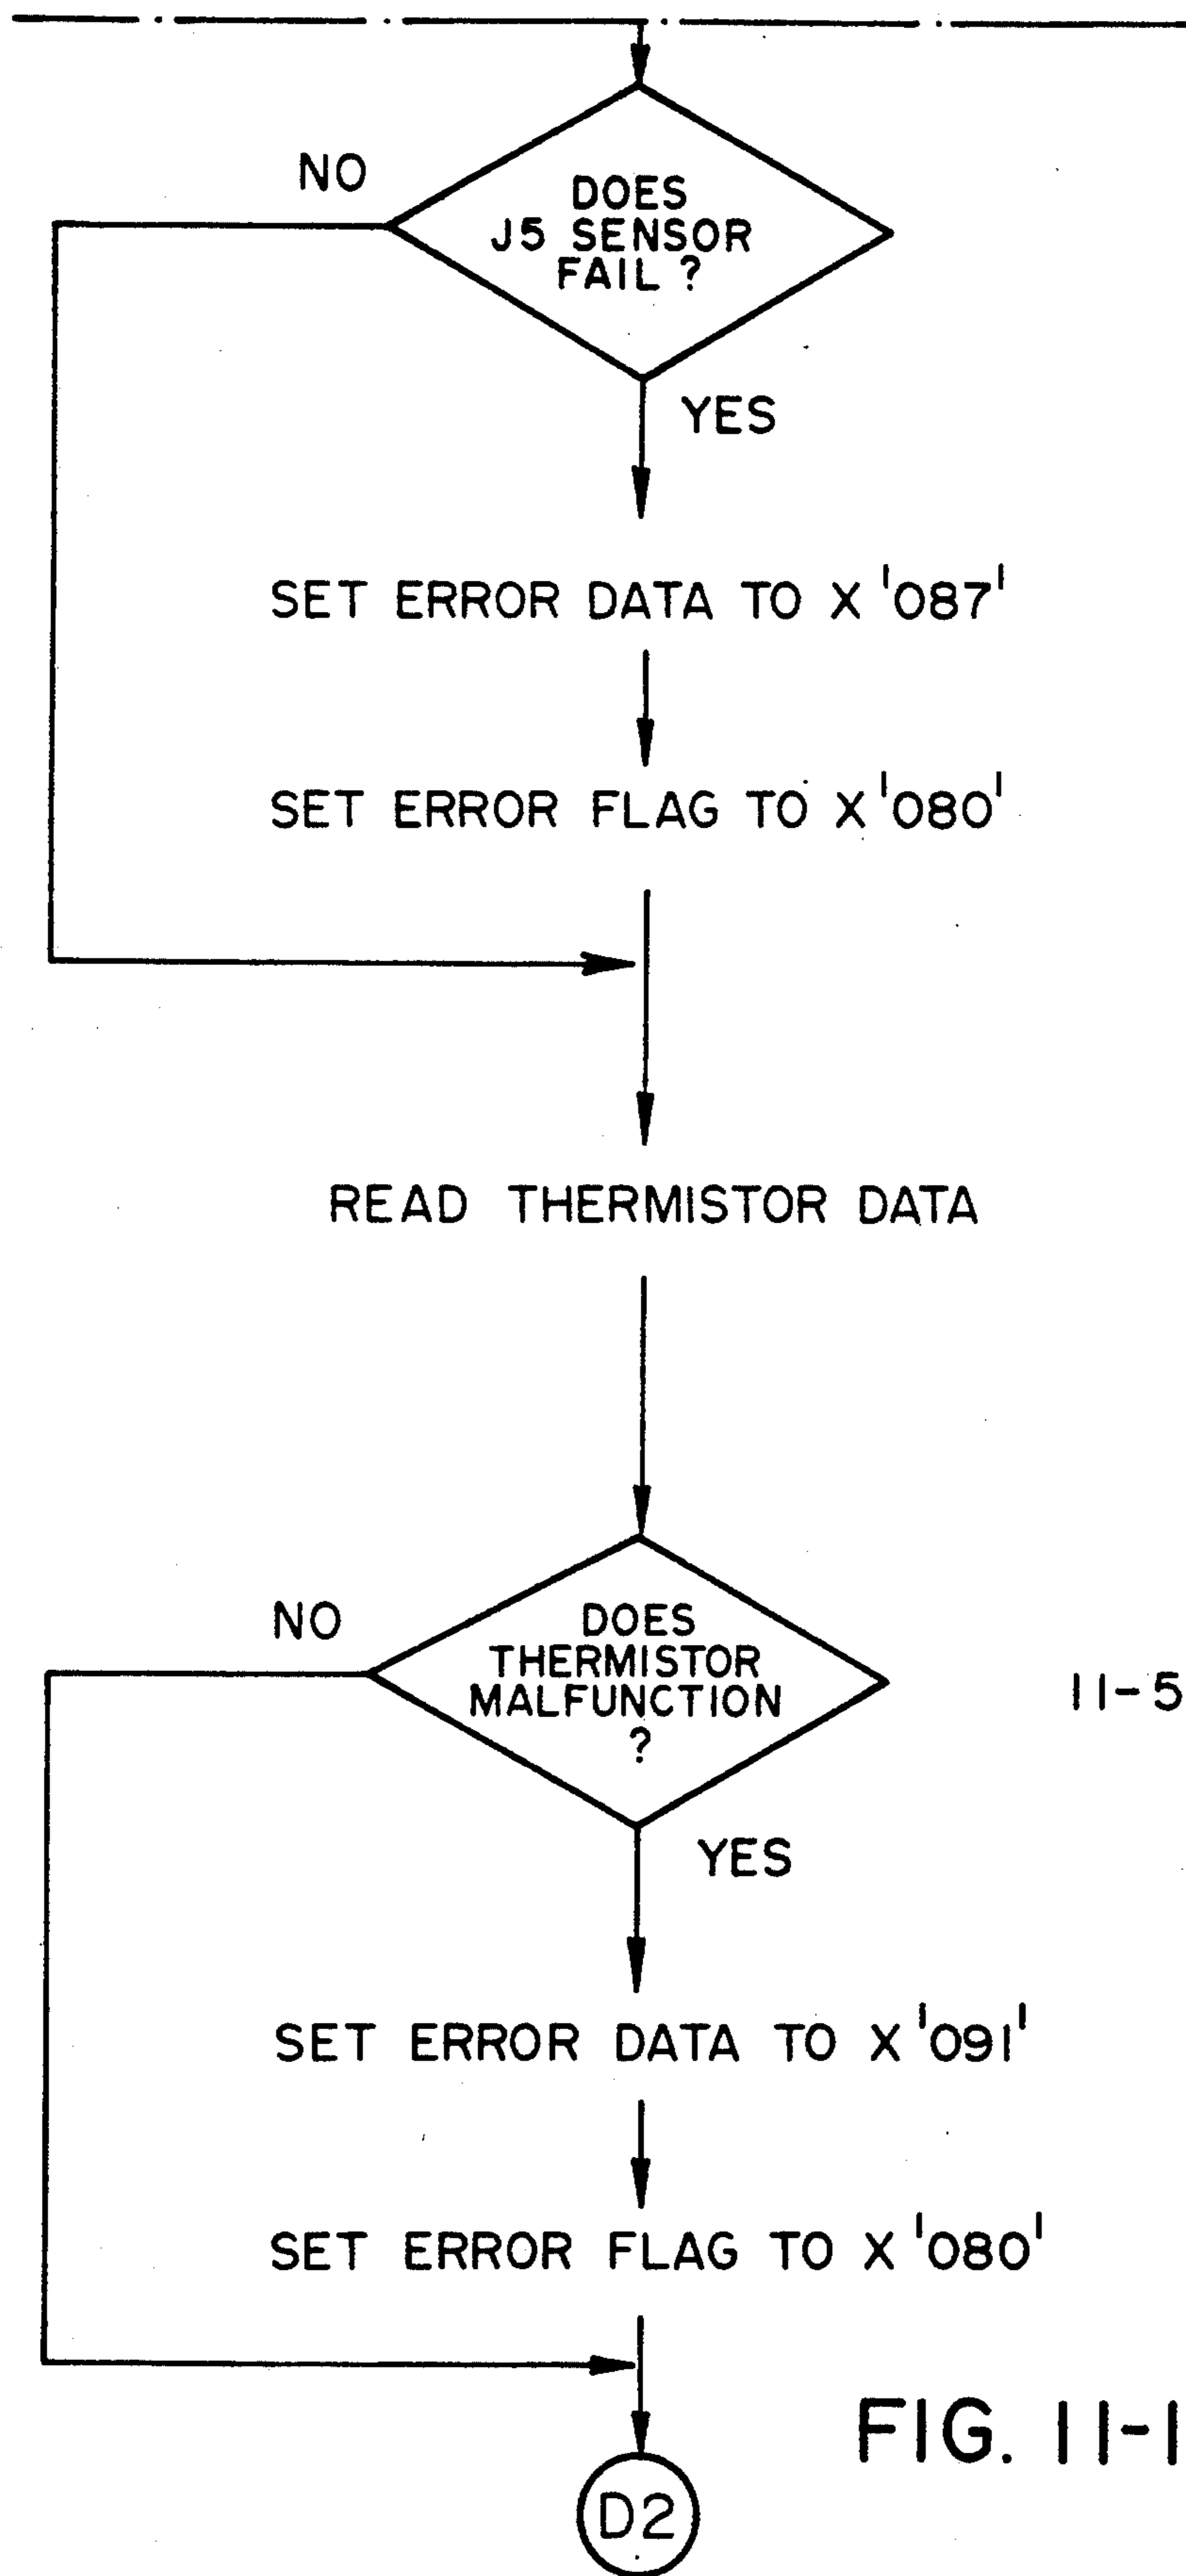 NO
DOES
J5 SENSOR
FAIL ?
YES
SET ERROR DATA TO X'087'
SET ERROR FLAG TO X'080'
READ THERMISTOR DATA
NO
DOES
THERMISTOR
MALFUNCTION
?
11-5
YES
SET ERROR DATA TO X'091'
SET ERROR FLAG TO X'080'
FIG. 11-1
D2